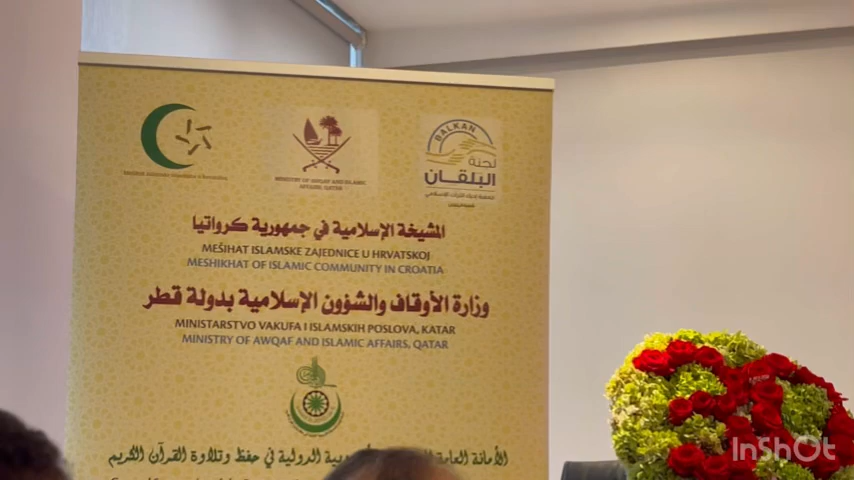 BALKAN
لجنة
البلقان
MINISTRY OF AWQAF AND ISLAMIC
AFFAIRS, QATAR
المشيخة الإسلامية في جمهورية كرواتيا
MEŠIHAT ISLAMSKE ZAJEDNICE U HRVATSKOJ
MESHIKHAT OF ISLAMIC COMMUNITY IN CROATIA
وزارة الأوقاف والشؤون الإسلامية بدولة قطر
MINISTARSTVO VAKUFA I ISLAMSKIH POSLOVA, KATAR
MINISTRY OF AWQAF AND ISLAMIC AFFAIRS, QATAR
الأمانة العامة الدولية في حفظ وتلاوة القرآن الكريم
InShOt